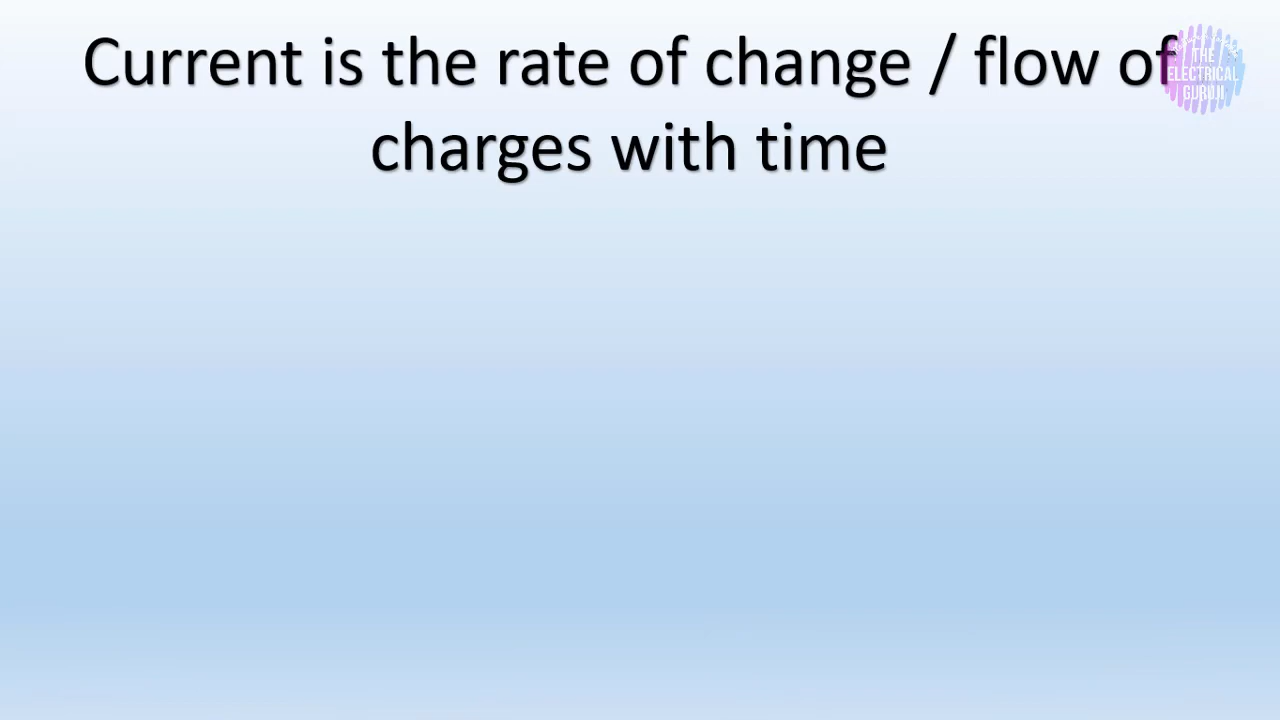 Current is the rate of change / flow of
charges with time
THE
ELECTRICAL
GURUJI